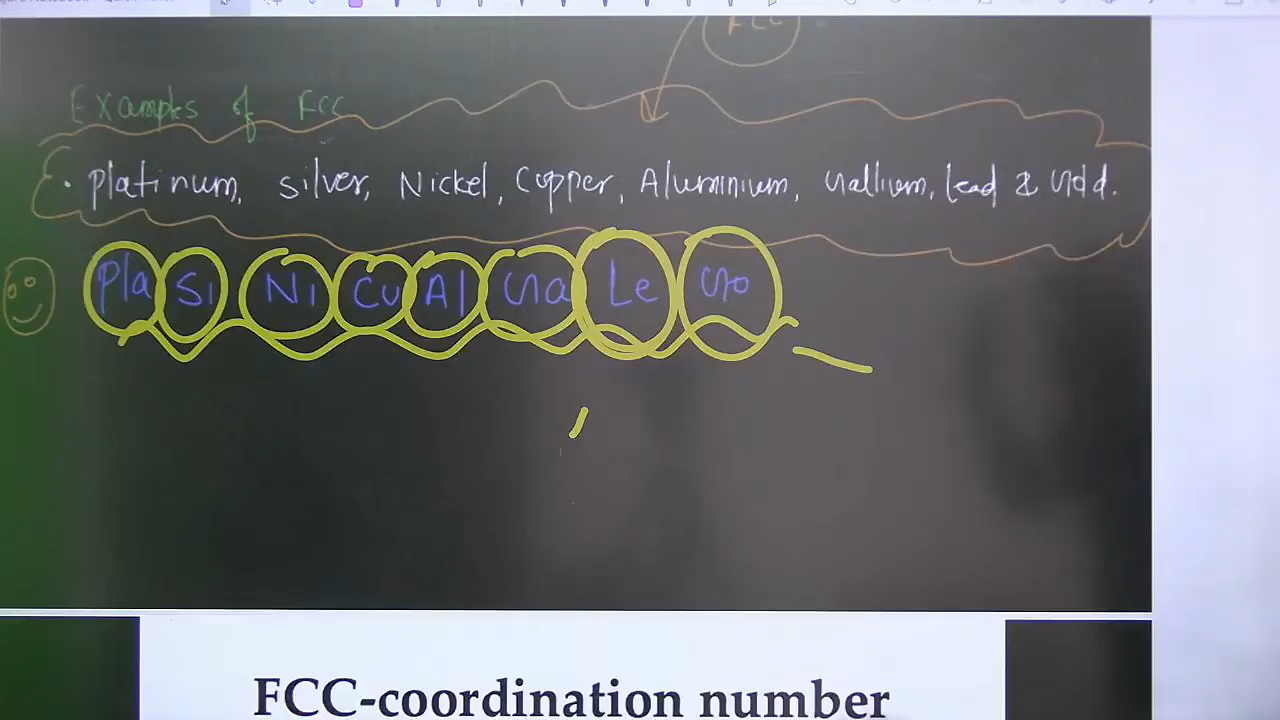 FCC
Examples of FCC
• Platinum, silver, Nickel, Copper, Aluminium, Gallium, lead & Gold.
Pla Si Ni Cu Al Ga Le Go
FCC-coordination number